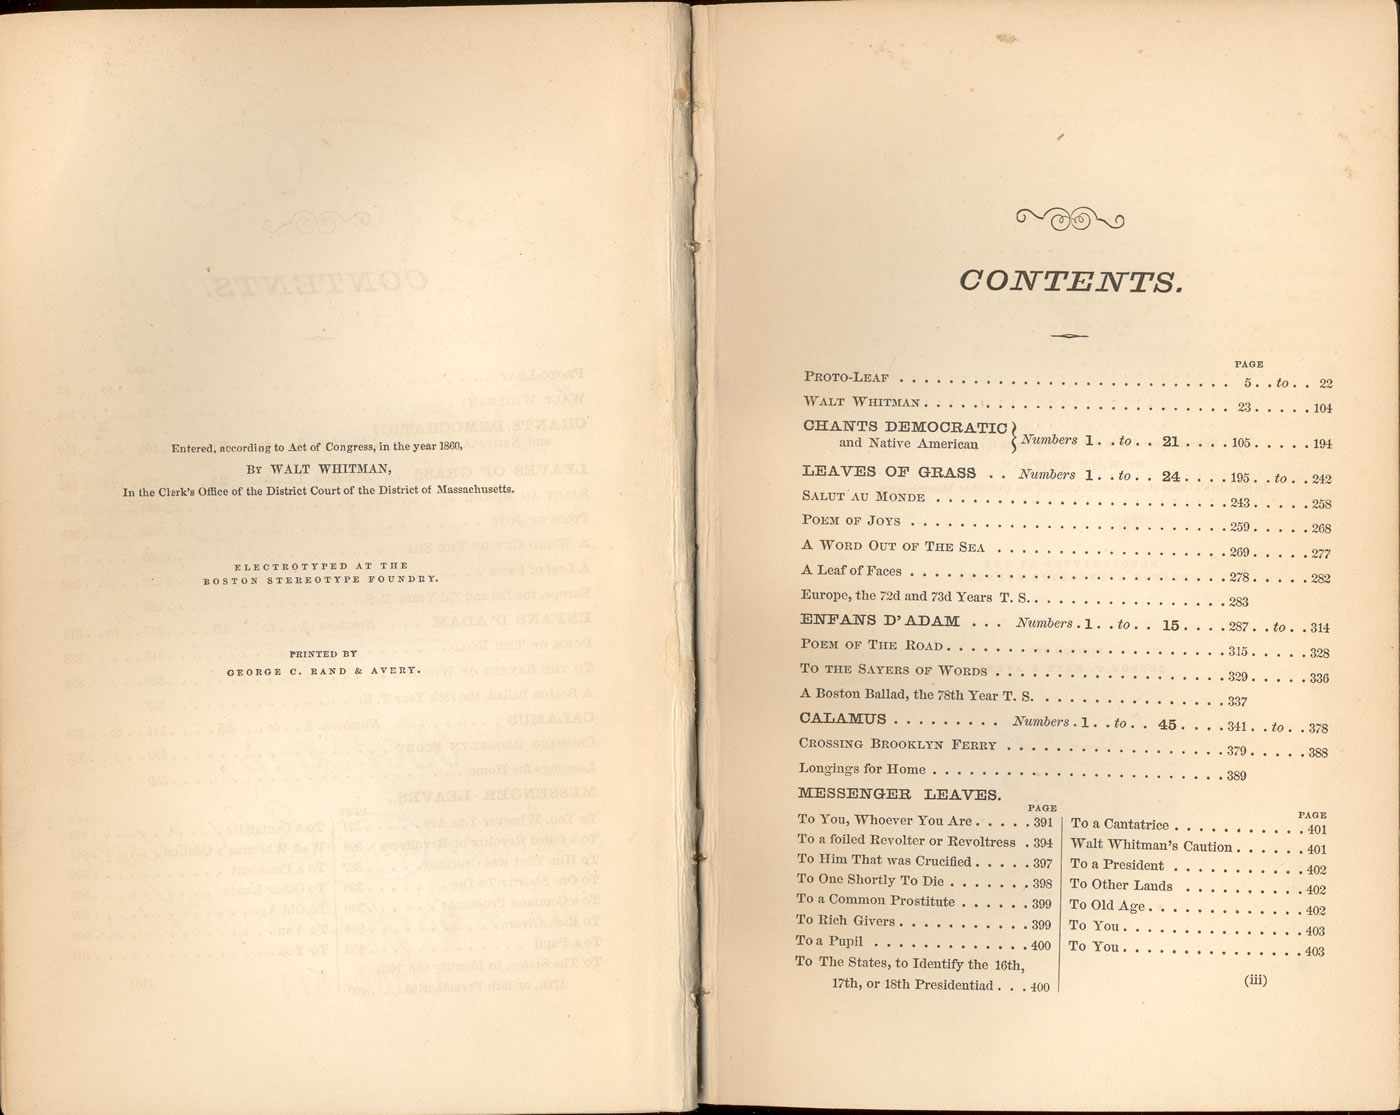 Entered, according to Act of Congress, in the year 1860,
By WALT WHITMAN,
In the Clerk's Office of the District Court of the District of Massachusetts.
ELECTROTYPED AT THE
BOSTON STEREOTYPE FOUNDRY.
PRINTED BY
GEORGE C. RAND & AVERY.
CONTENTS.
PAGE
Proto-Leaf . . . . . . . . . . . . . . . . . . . . . . . . . . . 5 . . to . . 22
Walt Whitman . . . . . . . . . . . . . . . . . . . . . . . . . 23 . . . . . 104
CHANTS DEMOCRATIC
and Native American } Numbers 1 . . to . . 21 . . . . 105 . . . . . 194
LEAVES OF GRASS . . Numbers 1 . . to . . 24 . . . . 195 . . to . . 242
Salut au Monde . . . . . . . . . . . . . . . . . . . . . . . . 243 . . . . . 258
Poem of Joys . . . . . . . . . . . . . . . . . . . . . . . . . . 259 . . . . . 268
A Word Out of The Sea . . . . . . . . . . . . . . . . . . . 269 . . . . . 277
A Leaf of Faces . . . . . . . . . . . . . . . . . . . . . . . . . . 278 . . . . . 282
Europe, the 72d and 73d Years T. S. . . . . . . . . . . . . . . . . 283
ENFANS D'ADAM . . . Numbers . 1 . . to . . 15 . . . . 287 . . to . . 314
Poem of The Road . . . . . . . . . . . . . . . . . . . . . . . 315 . . . . . 328
To the Sayers of Words . . . . . . . . . . . . . . . . . . . 329 . . . . . 336
A Boston Ballad, the 78th Year T. S. . . . . . . . . . . . . . . . 337
CALAMUS . . . . . . . . . Numbers . 1 . . to . . 45 . . . . 341 . . to . . 378
Crossing Brooklyn Ferry . . . . . . . . . . . . . . . . . . 379 . . . . . 388
Longings for Home . . . . . . . . . . . . . . . . . . . . . . . . 389
MESSENGER LEAVES.
PAGE
To You, Whoever You Are . . . . . 391
To a foiled Revolter or Revoltress . 394
To Him That was Crucified . . . . . 397
To One Shortly To Die . . . . . . . 398
To a Common Prostitute . . . . . . 399
To Rich Givers . . . . . . . . . . . 399
To a Pupil . . . . . . . . . . . . . 400
To The States, to Identify the 16th,
17th, or 18th Presidentiad . . . 400
PAGE
To a Cantatrice . . . . . . . . . . . 401
Walt Whitman's Caution . . . . . . 401
To a President . . . . . . . . . . . . 402
To Other Lands . . . . . . . . . . 402
To Old Age . . . . . . . . . . . . . 402
To You . . . . . . . . . . . . . . . 403
To You . . . . . . . . . . . . . . . 403
(iii)